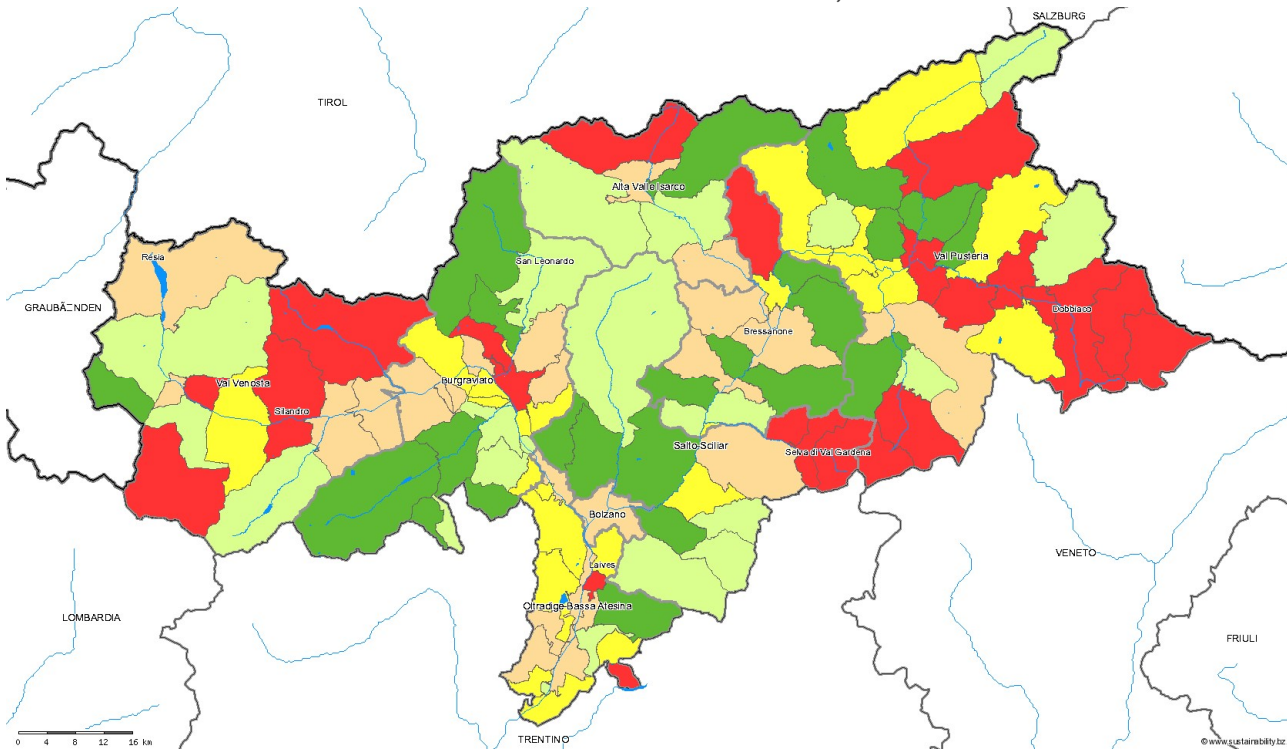 SALZBURG
TIROL
Alta Valle Isarco
Résia
San Leonardo
Val Pusteria
GRAUBÄNDEN
Dobbiaco
Bressanone
Val Venosta
Burgraviato
Silandro
Salto-Sciliar
Selva di Val Gardena
Bolzano
VENETO
Laives
Oltradige-Bassa Atesina
LOMBARDIA
FRIULI
0 4 8 12 16 km
TRENTINO
© www.sustainability.bz